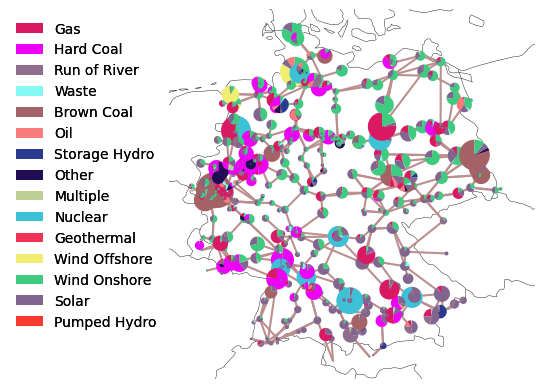 Gas
Hard Coal
Run of River
Waste
Brown Coal
Oil
Storage Hydro
Other
Multiple
Nuclear
Geothermal
Wind Offshore
Wind Onshore
Solar
Pumped Hydro